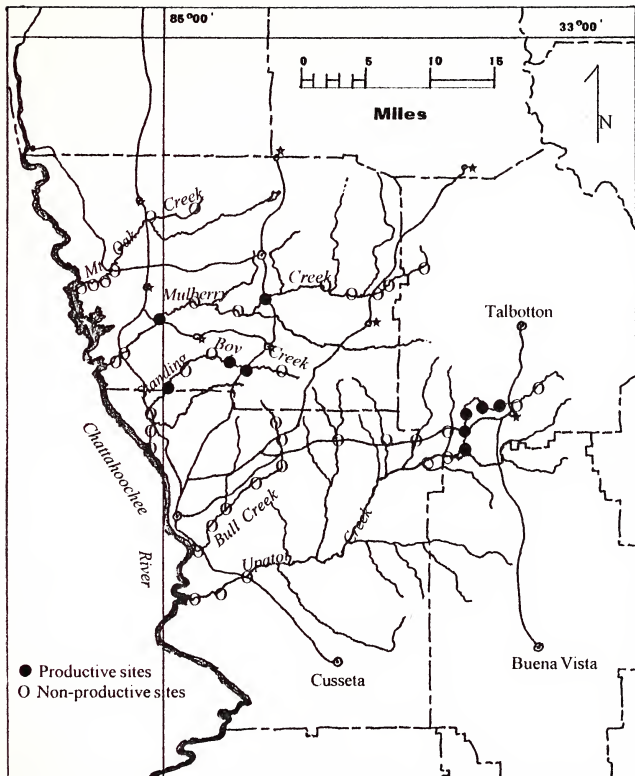 85°00'
33°00'
0 5 10 15
Miles
N
Mt. Oak Creek
Mulberry Creek
Talbotton
Standing Boy Creek
Chattahoochee River
Bull Creek
Upatoi Creek
Cusseta
Buena Vista
Productive sites
Non-productive sites